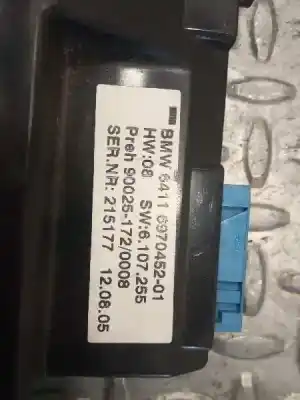 BMW 6411 6970452-01
HW:08 SW:6.107.255
Preh 90025-172/0008
SER.NR: 215177 12.08.05